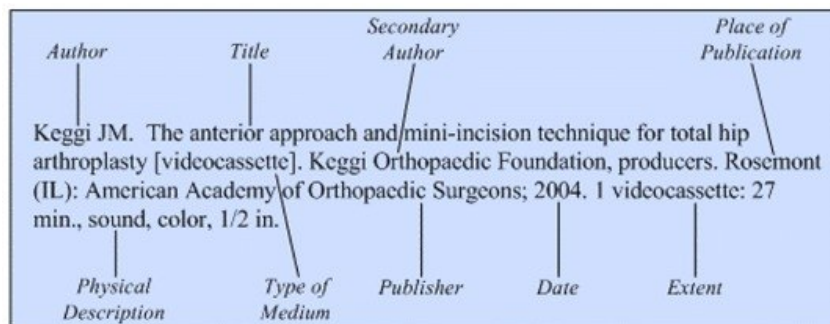 Author Title Secondary Author Place of Publication
Keggi JM. The anterior approach and mini-incision technique for total hip
arthroplasty [videocassette]. Keggi Orthopaedic Foundation, producers. Rosemont
(IL): American Academy of Orthopaedic Surgeons; 2004. 1 videocassette: 27
min., sound, color, 1/2 in.
Physical Description Type of Medium Publisher Date Extent